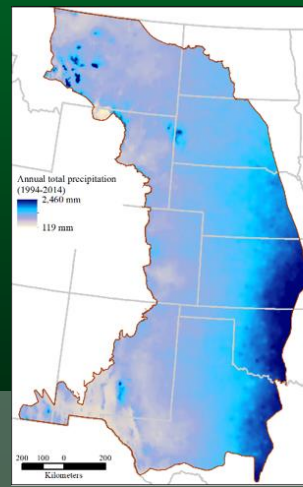 Annual total precipitation
(1994-2014)
2,460 mm
119 mm
200 100 0 200
Kilometers